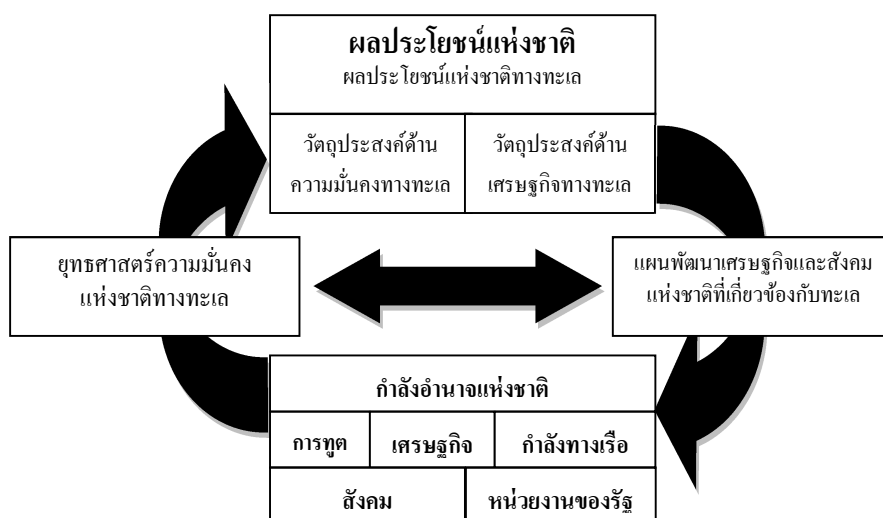 ผลประโยชน์แห่งชาติ
ผลประโยชน์แห่งชาติทางทะเล
วัตถุประสงค์ด้าน
ความมั่นคงทางทะเล
วัตถุประสงค์ด้าน
เศรษฐกิจทางทะเล
ยุทธศาสตร์ความมั่นคง
แห่งชาติทางทะเล
แผนพัฒนาเศรษฐกิจและสังคม
แห่งชาติที่เกี่ยวข้องกับทะเล
กำลังอำนาจแห่งชาติ
การทูต
เศรษฐกิจ
กำลังทางเรือ
สังคม
หน่วยงานของรัฐ